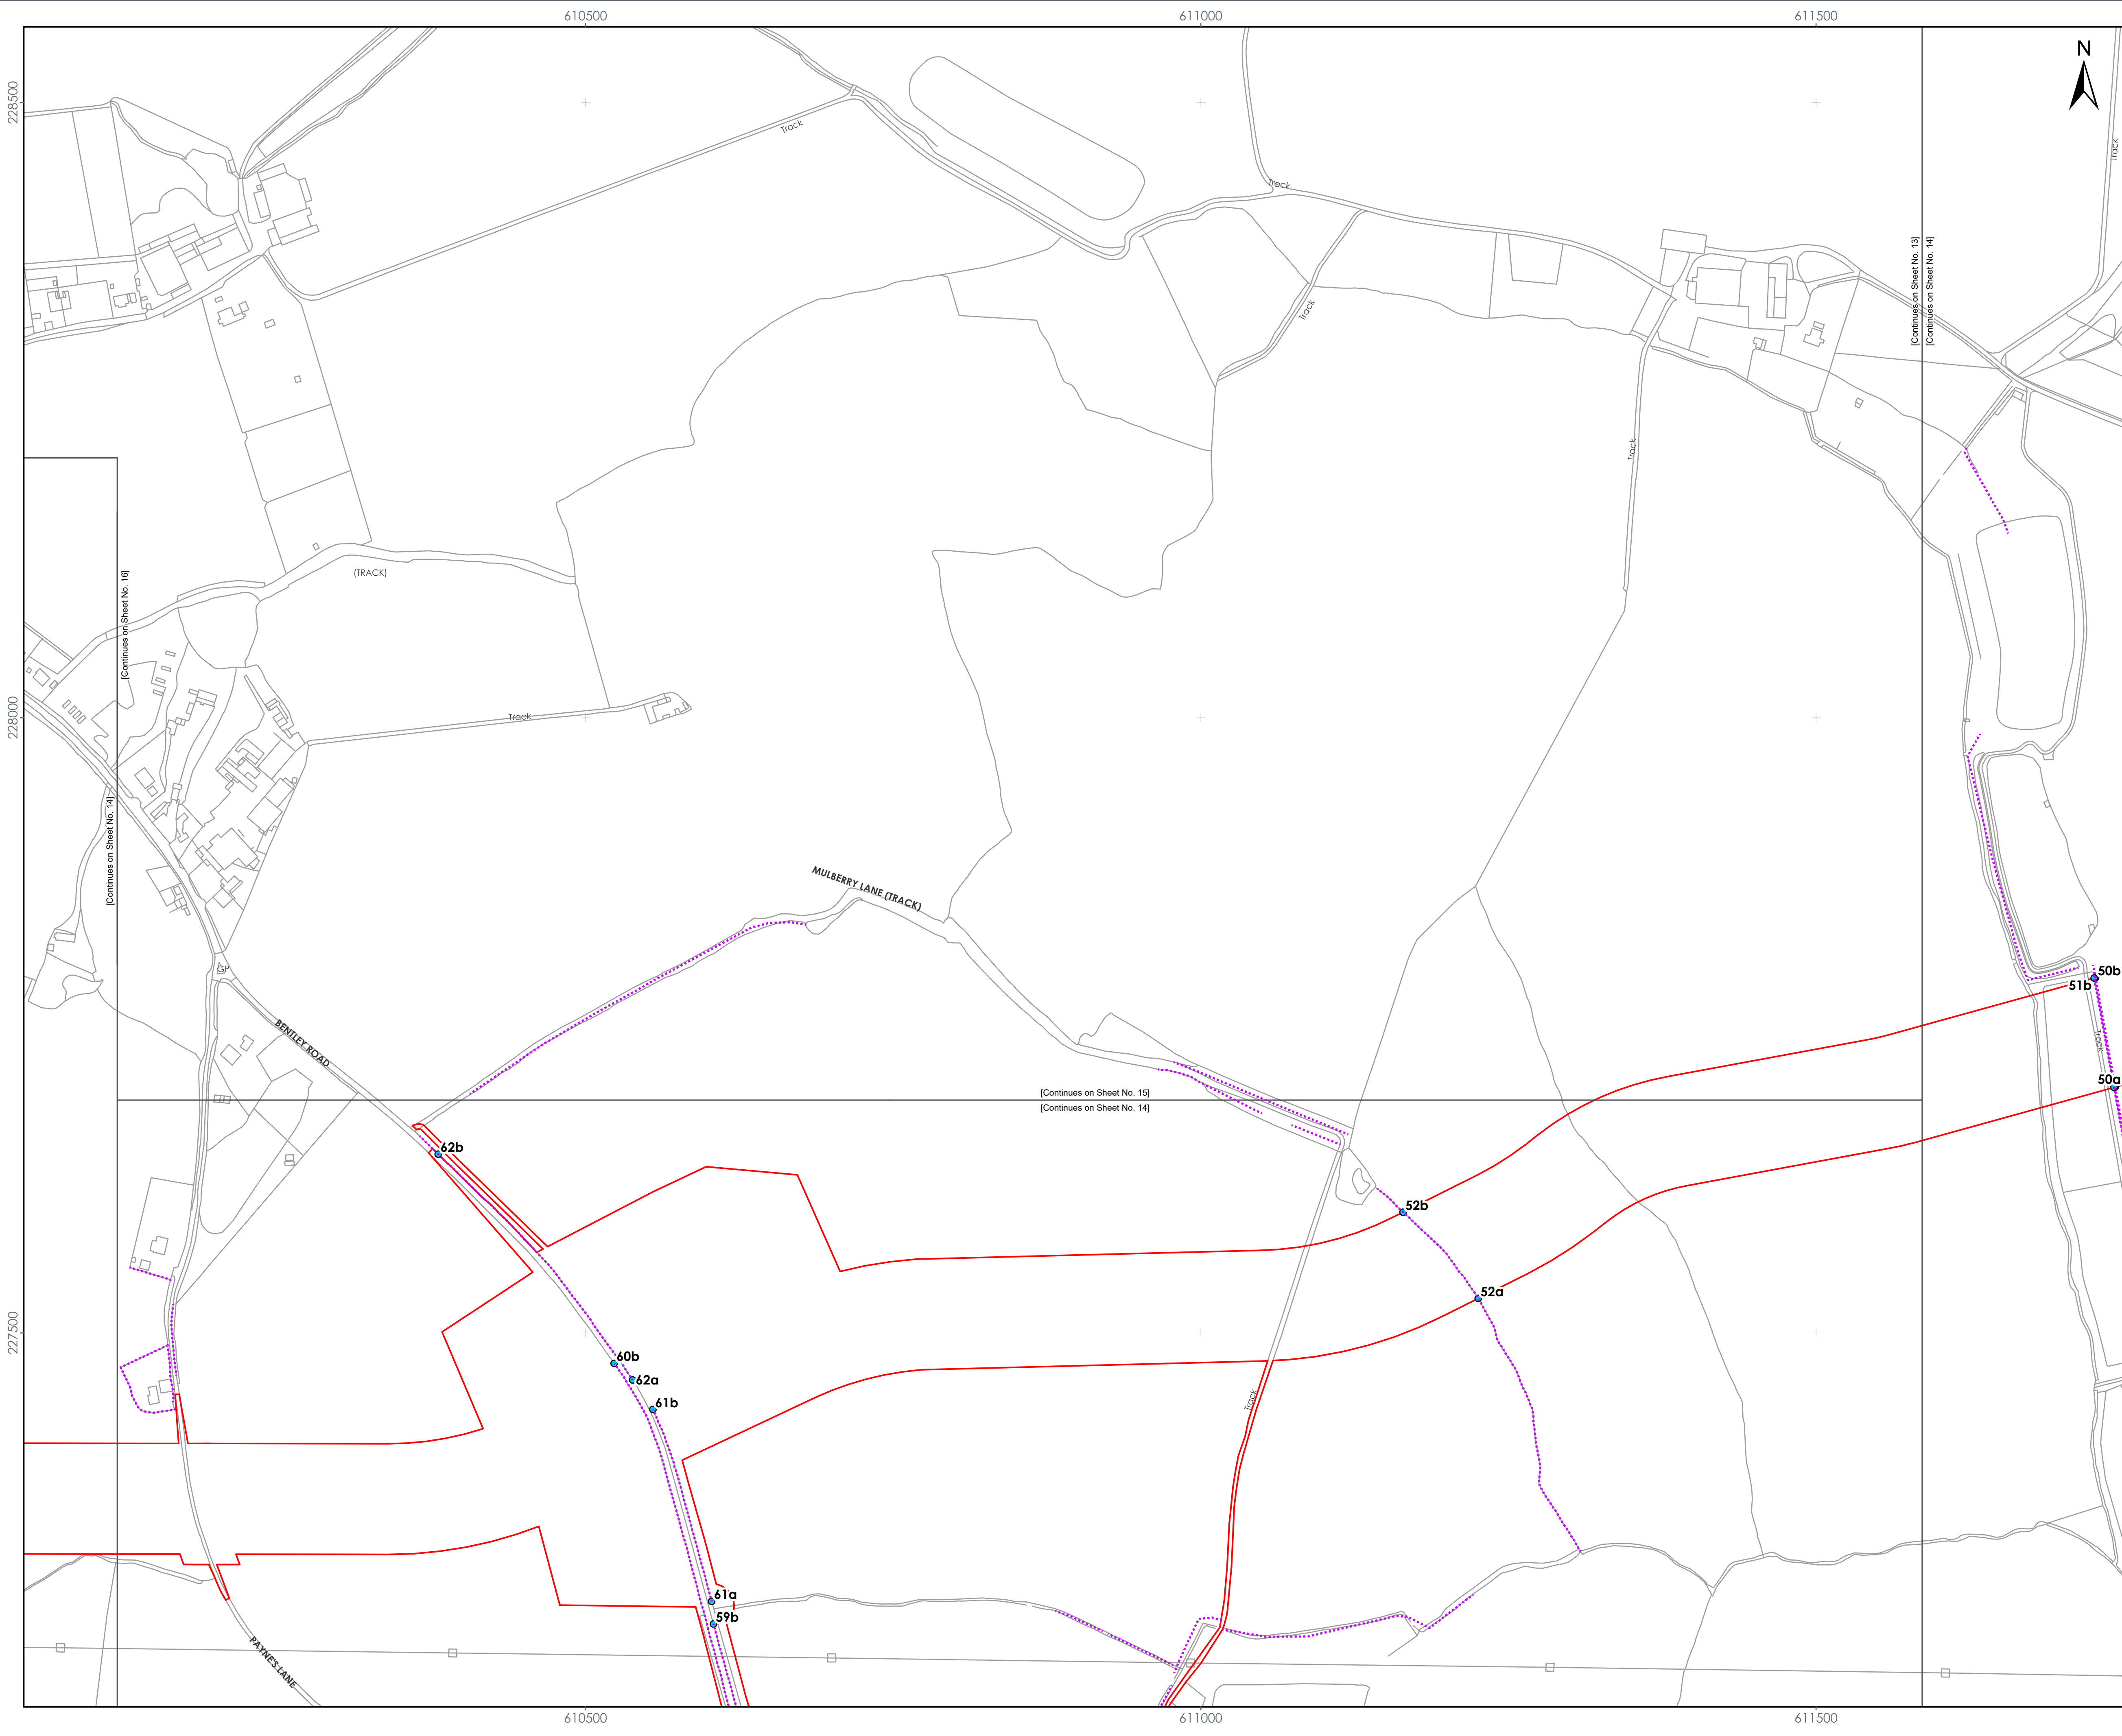 610500
611000
611500
N
228500
Track
Track
Track
Track
[Continues on Sheet No. 13]
[Continues on Sheet No. 14]
Track
(TRACK)
[Continues on Sheet No. 16]
228000
Track
[Continues on Sheet No. 14]
MULBERRY LANE (TRACK)
GP
50b
51b
BENTLEY ROAD
Track
50a
[Continues on Sheet No. 15]
[Continues on Sheet No. 14]
62b
52b
52a
227500
60b
62a
61b
Track
61a
59b
PAYNE'S LANE
610500
611000
611500